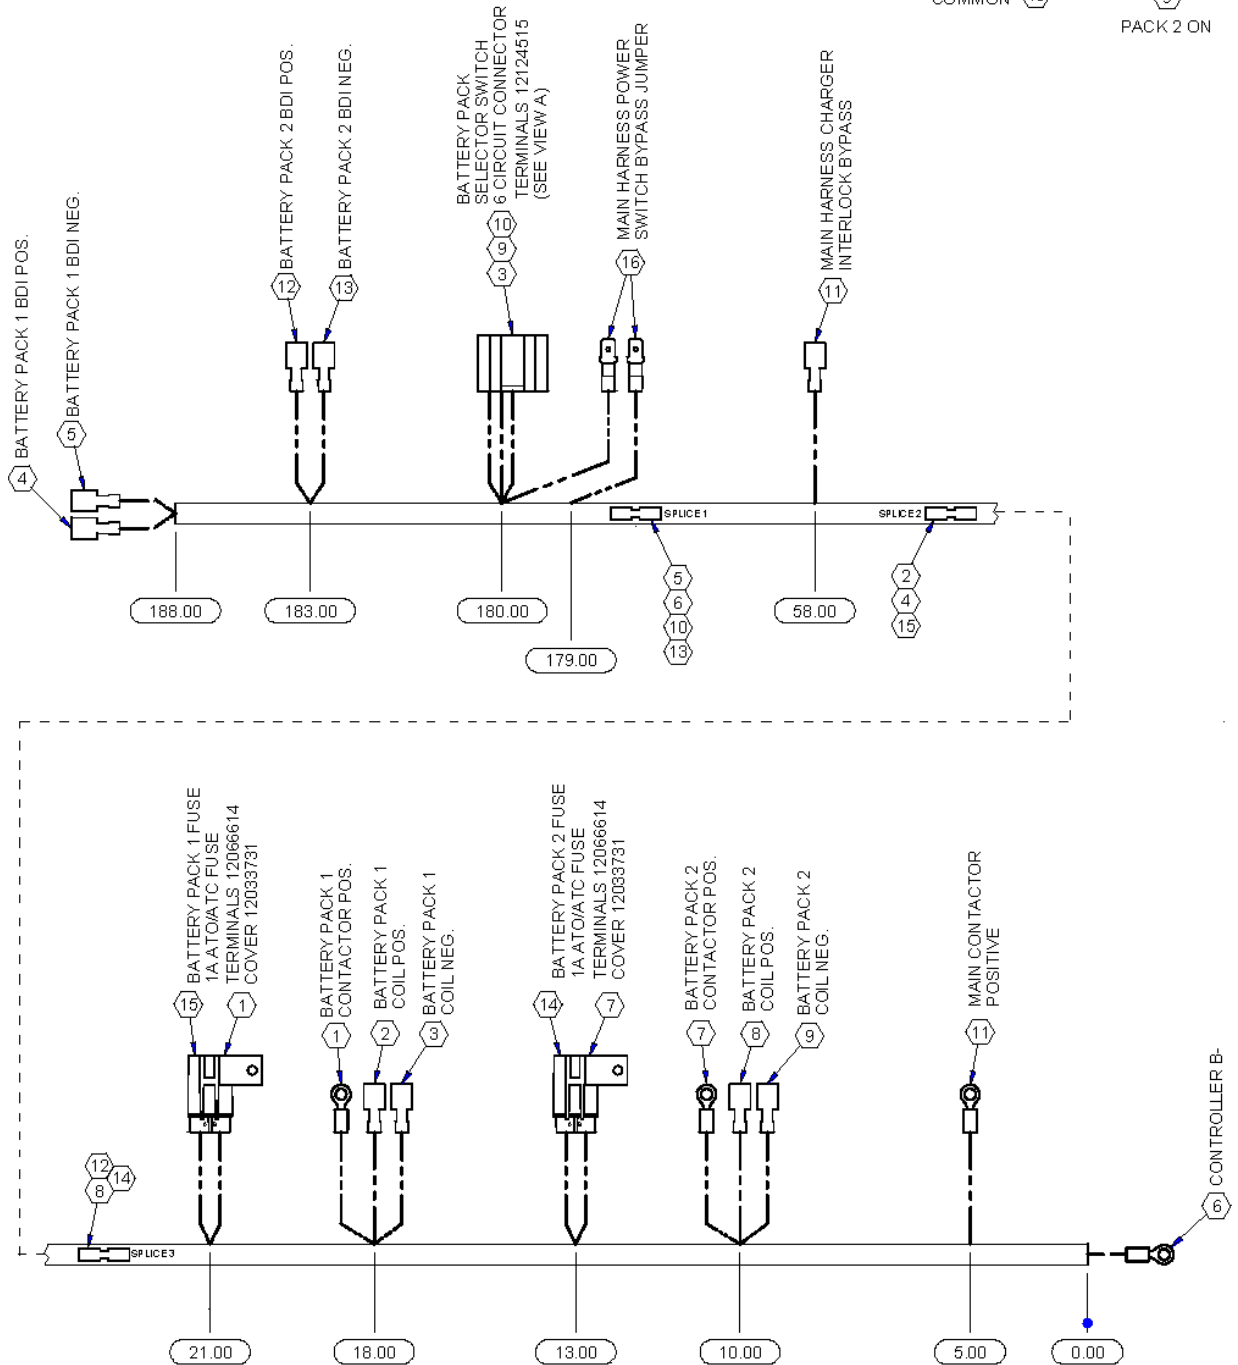 COMMON
PACK 2 ON
BATTERY PACK 1 BDI POS.
4
BATTERY PACK 1 BDI NEG.
5
BATTERY PACK 2 BDI POS.
12
BATTERY PACK 2 BDI NEG.
13
BATTERY PACK
SELECTOR SWITCH
6 CIRCUIT CONNECTOR
TERMINALS 12124515
(SEE VIEW A)
10
9
3
MAIN HARNESS POWER
SWITCH BYPASS JUMPER
16
MAIN HARNESS CHARGER
INTERLOCK BYPASS
11
SPLICE1
SPLICE2
5
6
10
13
2
4
15
188.00
183.00
180.00
179.00
58.00
BATTERY PACK 1 FUSE
1A ATO/ATC FUSE
TERMINALS 12066614
COVER 12033731
15
1
BATTERY PACK 1
CONTACTOR POS.
1
BATTERY PACK 1
COIL POS.
2
BATTERY PACK 1
COIL NEG.
3
BATTERY PACK 2 FUSE
1A ATO/ATC FUSE
TERMINALS 12066614
COVER 12033731
14
7
BATTERY PACK 2
CONTACTOR POS.
7
BATTERY PACK 2
COIL POS.
8
BATTERY PACK 2
COIL NEG.
9
MAIN CONTACTOR
POSITIVE
11
CONTROLLER B-
6
12
14
8
SPLICE3
21.00
18.00
13.00
10.00
5.00
0.00